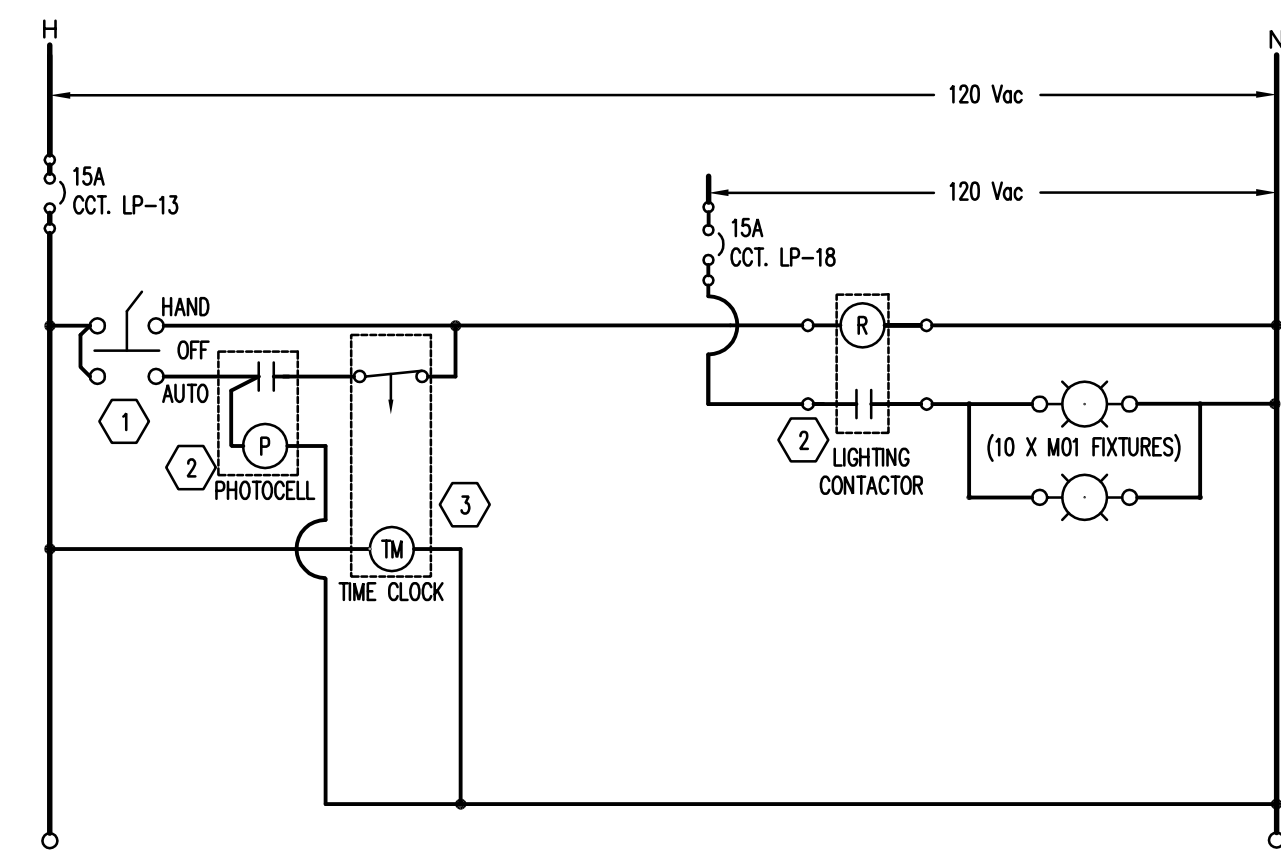 H
N
120 Vac
15A
CCT. LP-13
120 Vac
15A
CCT. LP-18
HAND
OFF
AUTO
R
1
P
2
PHOTOCELL
3
TM
TIME CLOCK
2
LIGHTING
CONTACTOR
(10 X M01 FIXTURES)